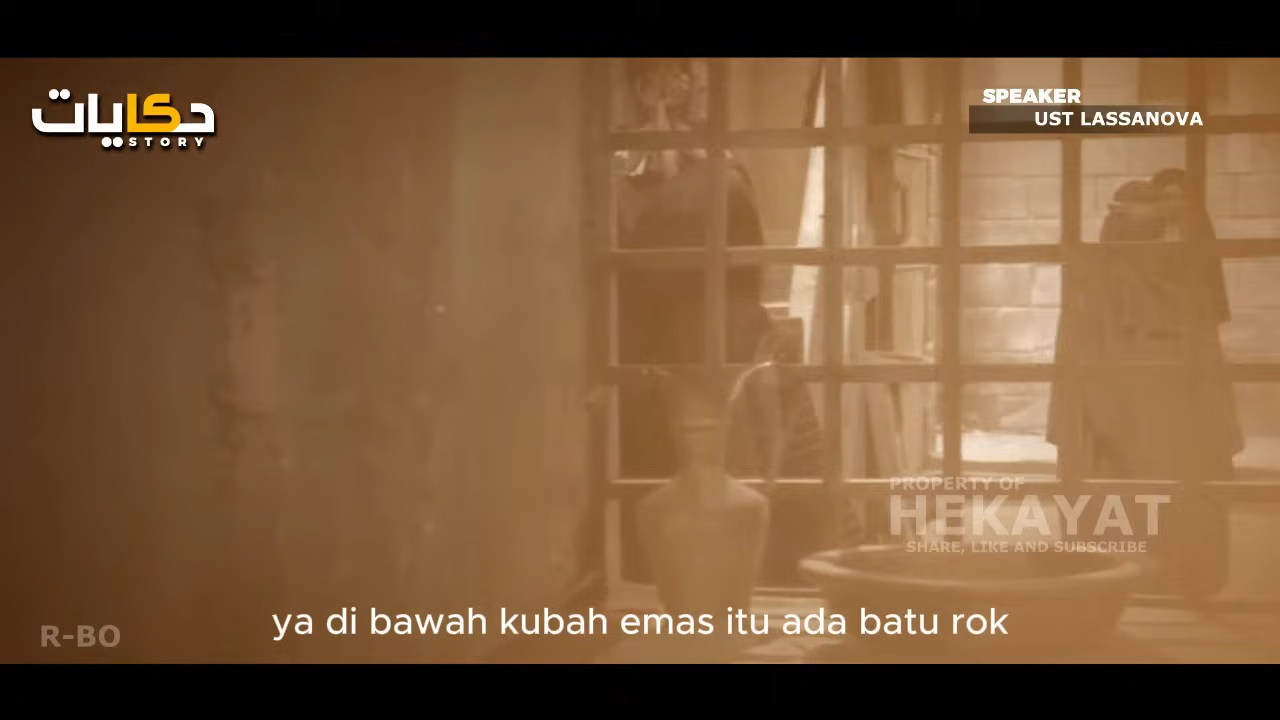 حكايات
STORY
SPEAKER
UST LASSANOVA
PROPERTY OF
HEKAYAT
SHARE, LIKE AND SUBSCRIBE
ya di bawah kubah emas itu ada batu rok
R-BO